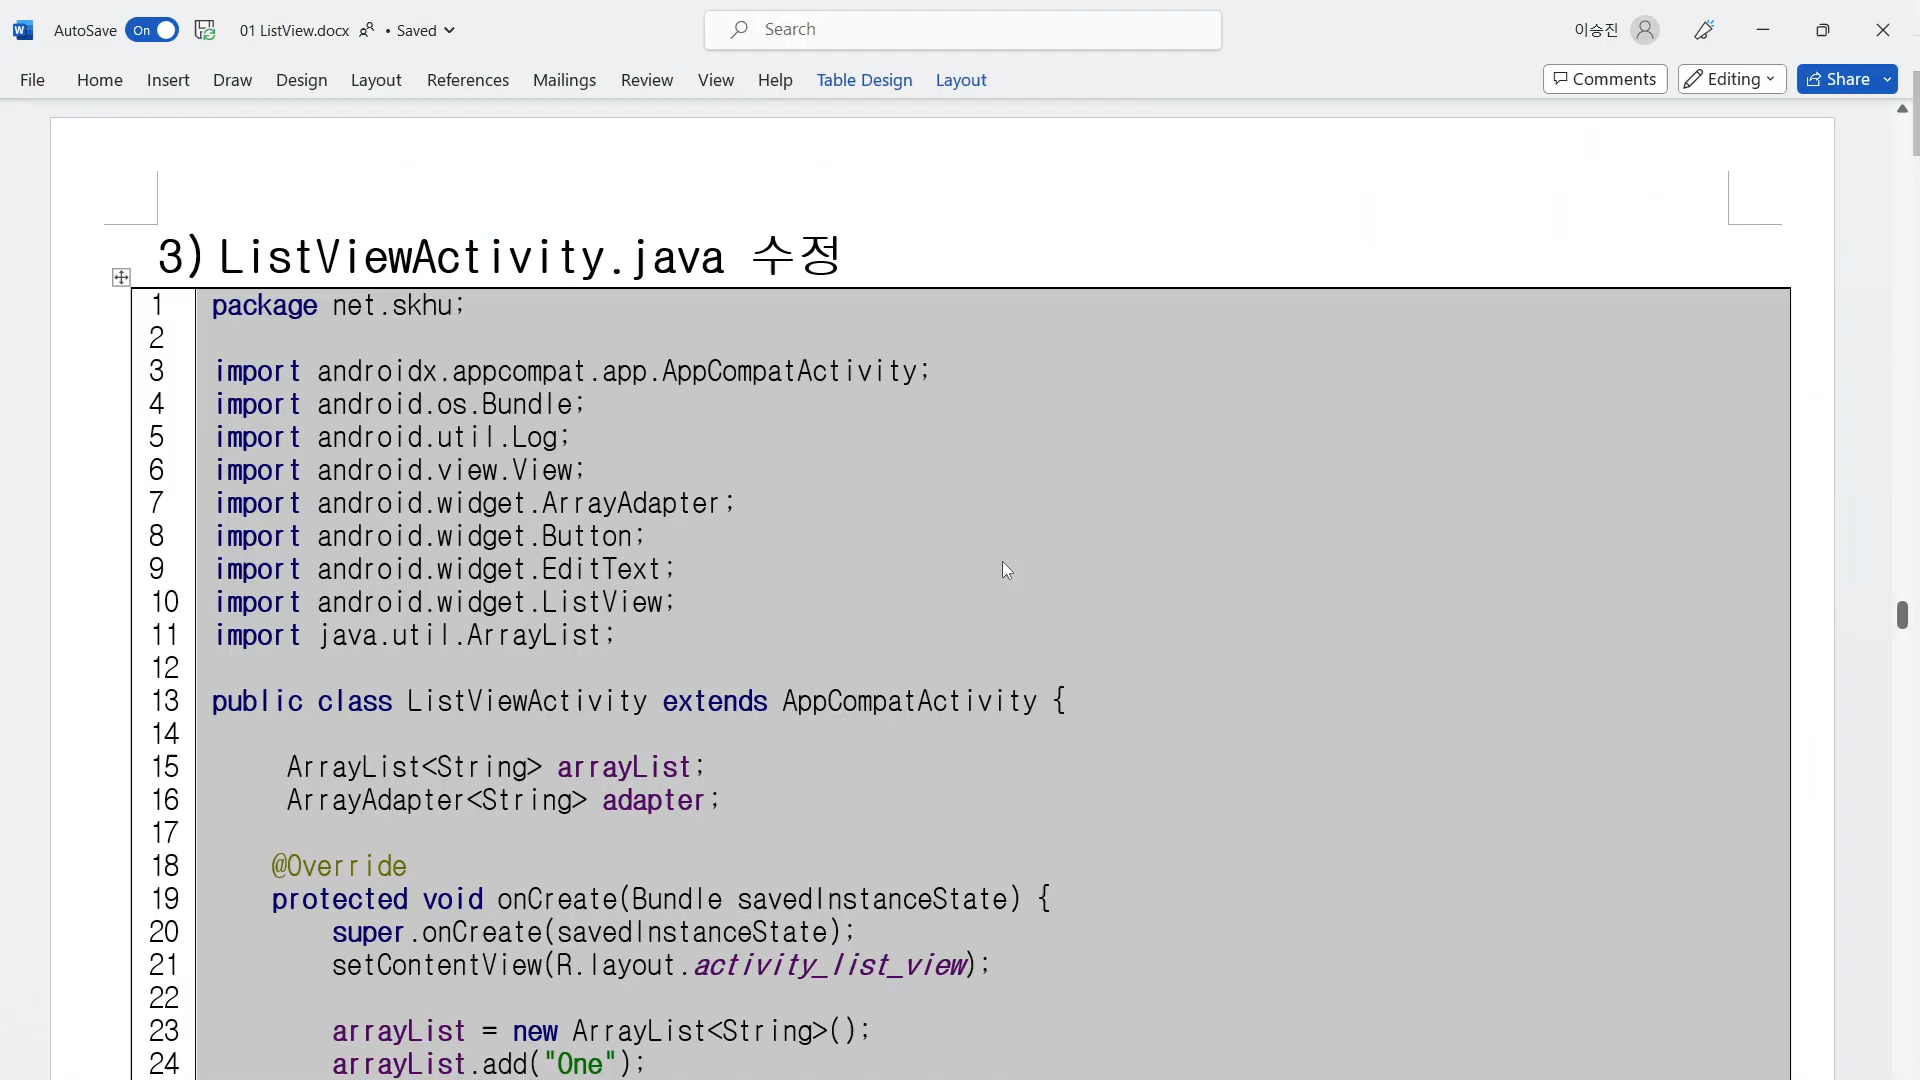 AutoSave On 01 ListView.docx • Saved Search 이승진
File Home Insert Draw Design Layout References Mailings Review View Help Table Design Layout Comments Editing Share
3) ListViewActivity.java 수정
1 package net.skhu;
2
3 import androidx.appcompat.app.AppCompatActivity;
4 import android.os.Bundle;
5 import android.util.Log;
6 import android.view.View;
7 import android.widget.ArrayAdapter;
8 import android.widget.Button;
9 import android.widget.EditText;
10 import android.widget.ListView;
11 import java.util.ArrayList;
12
13 public class ListViewActivity extends AppCompatActivity {
14
15 ArrayList<String> arrayList;
16 ArrayAdapter<String> adapter;
17
18 @Override
19 protected void onCreate(Bundle savedInstanceState) {
20 super.onCreate(savedInstanceState);
21 setContentView(R.layout.activity_list_view);
22
23 arrayList = new ArrayList<String>();
24 arrayList.add("One");